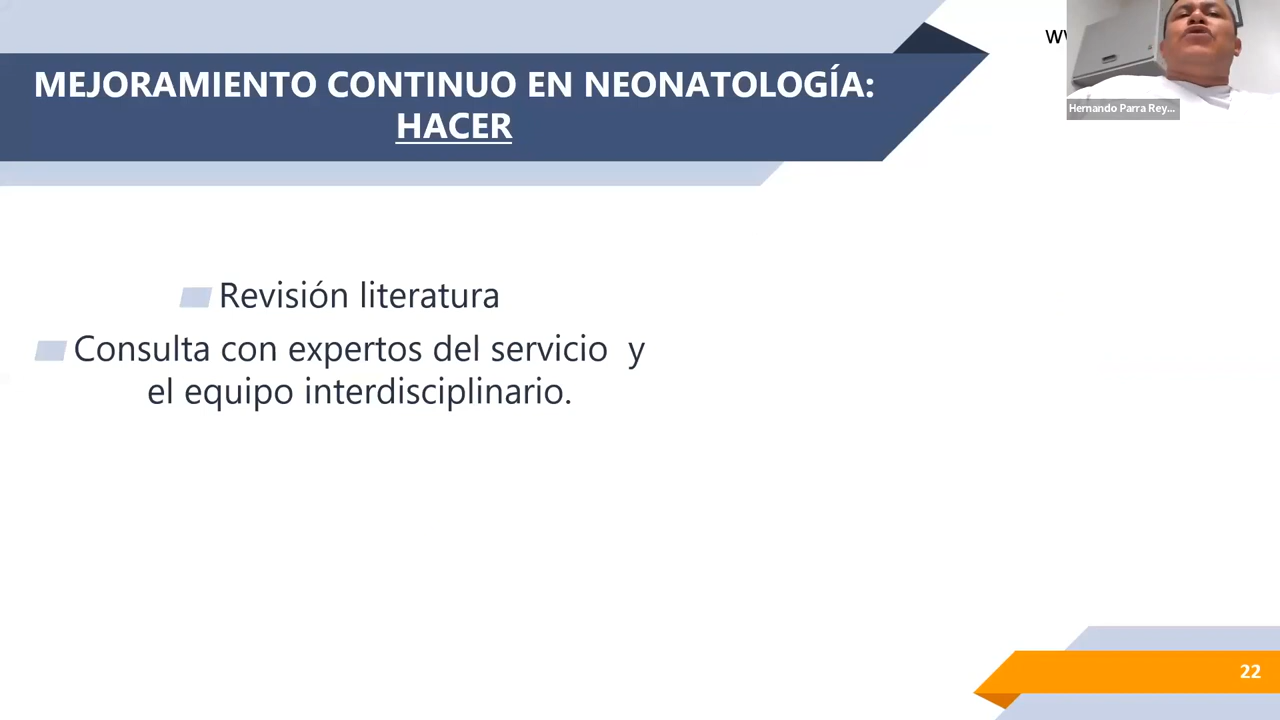 MEJORAMIENTO CONTINUO EN NEONATOLOGÍA:
HACER
Hernando Parra Rey...
Revisión literatura
Consulta con expertos del servicio y
el equipo interdisciplinario.
22